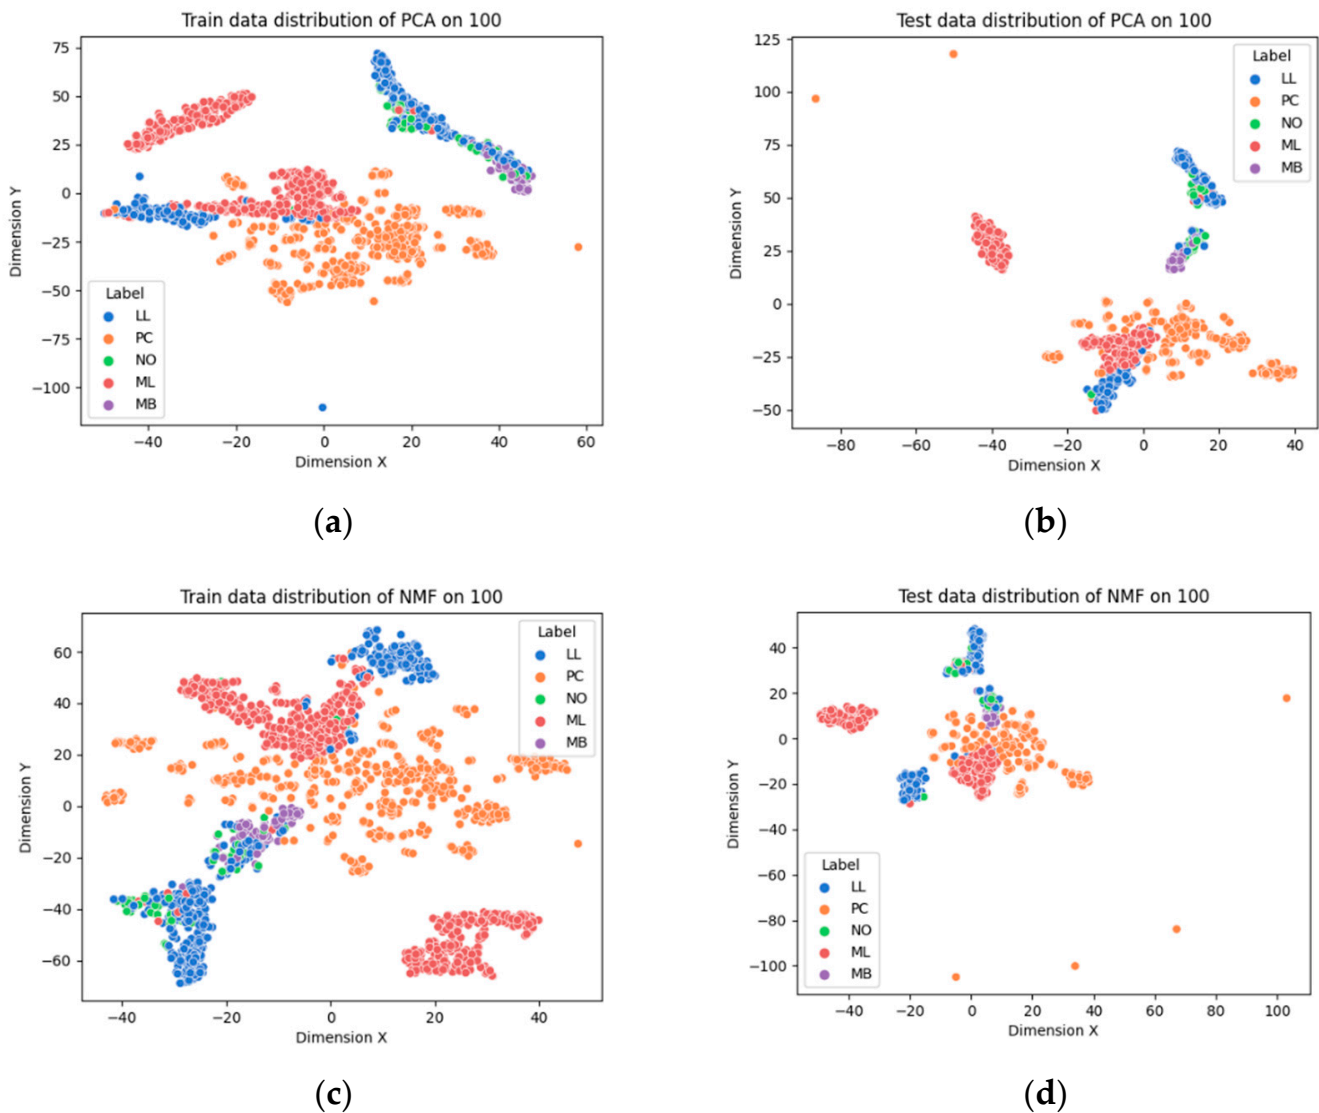 Train data distribution of PCA on 100
75
50
25
0
−25
−50
−75
−100
Dimension Y
Label
LL
PC
NO
ML
MB
−40 −20 0 20 40 60
Dimension X
(a)
Test data distribution of PCA on 100
125
100
75
50
25
0
−25
−50
Dimension Y
Label
LL
PC
NO
ML
MB
−80 −60 −40 −20 0 20 40
Dimension X
(b)
Train data distribution of NMF on 100
60
40
20
0
−20
−40
−60
Dimension Y
Label
LL
PC
NO
ML
MB
−40 −20 0 20 40
Dimension X
(c)
Test data distribution of NMF on 100
40
20
0
−20
−40
−60
−80
−100
Dimension Y
Label
LL
PC
NO
ML
MB
−40 −20 0 20 40 60 80 100
Dimension X
(d)